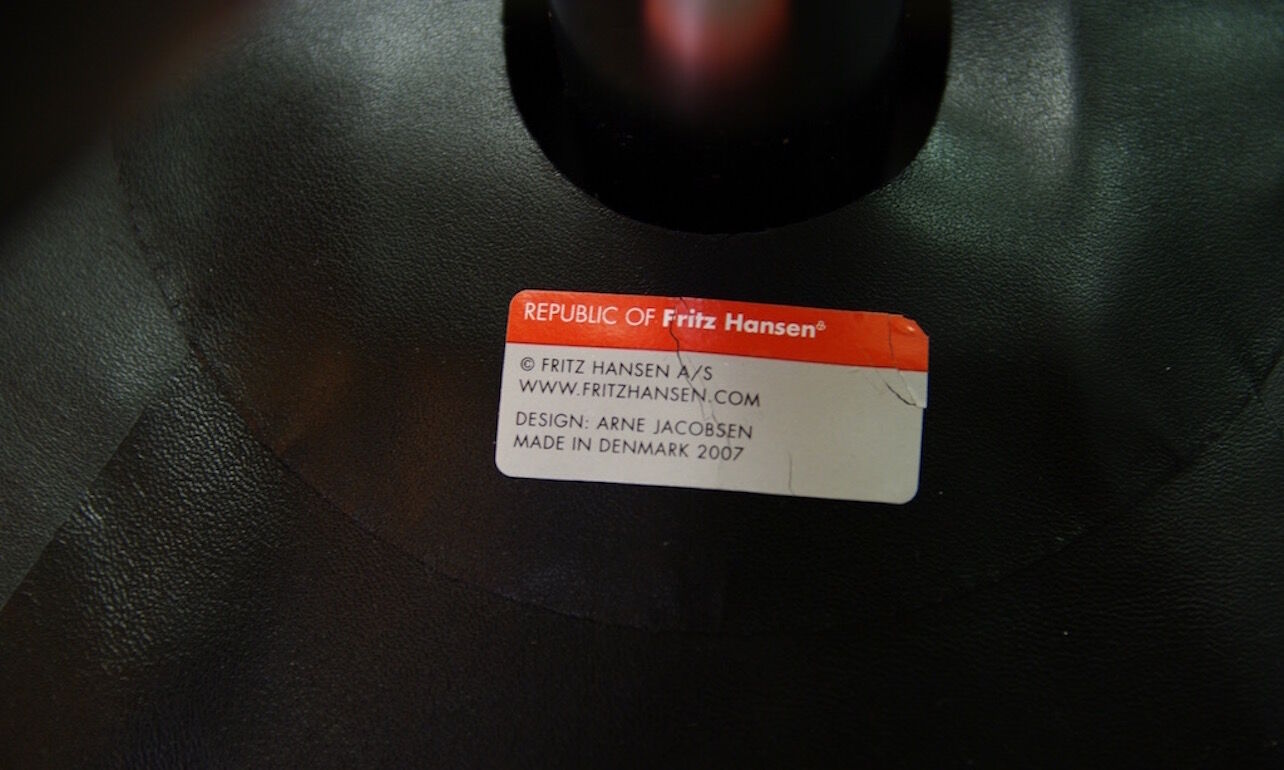 REPUBLIC OF Fritz Hansen
© FRITZ HANSEN A/S
WWW.FRITZHANSEN.COM
DESIGN: ARNE JACOBSEN
MADE IN DENMARK 2007